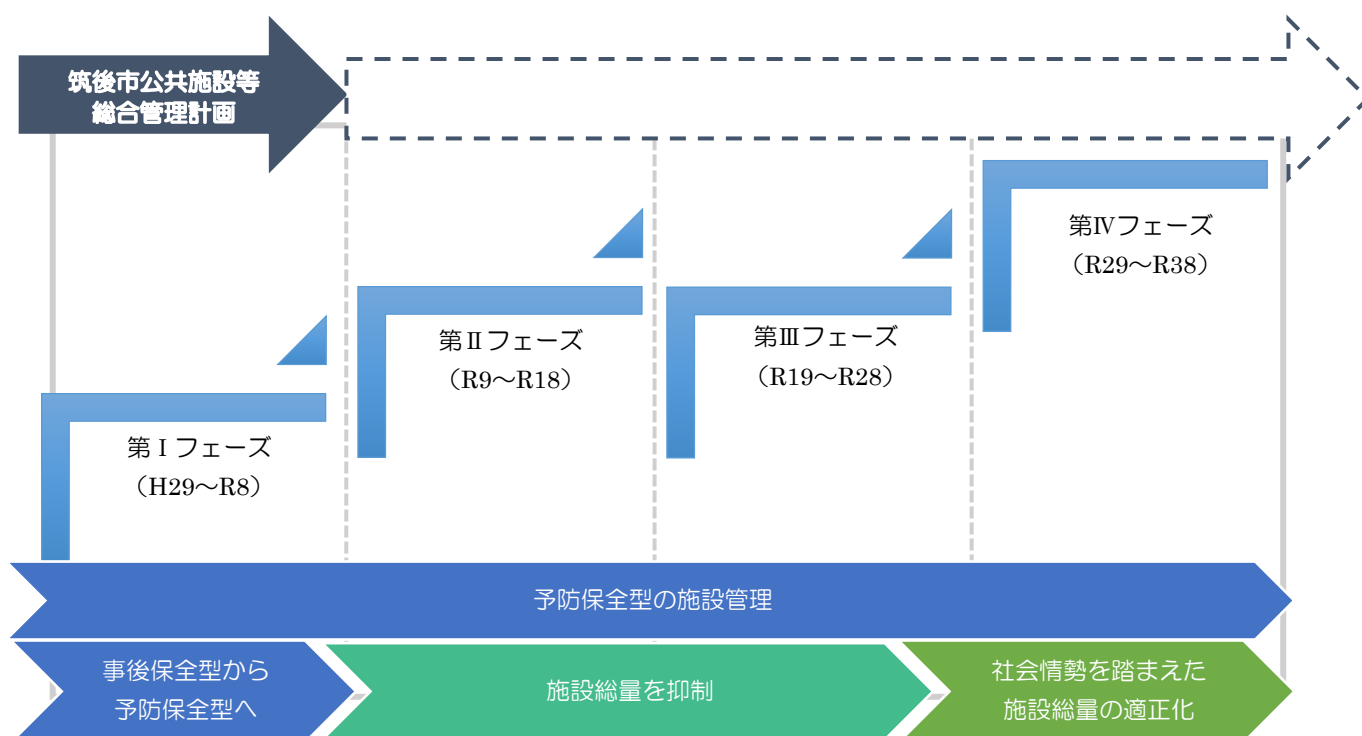 筑後市公共施設等
総合管理計画
第Ⅳフェーズ
（R29～R38）
第Ⅱフェーズ
（R9～R18）
第Ⅲフェーズ
（R19～R28）
第Ⅰフェーズ
（H29～R8）
予防保全型の施設管理
事後保全型から
予防保全型へ
施設総量を抑制
社会情勢を踏まえた
施設総量の適正化